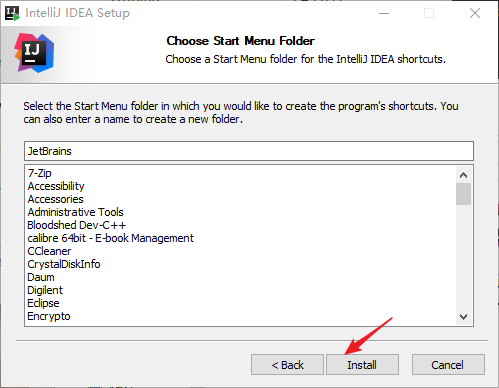 IntelliJ IDEA Setup
IJ
Choose Start Menu Folder
Choose a Start Menu folder for the IntelliJ IDEA shortcuts.
Select the Start Menu folder in which you would like to create the program's shortcuts. You
can also enter a name to create a new folder.
JetBrains
7-Zip
Accessibility
Accessories
Administrative Tools
Bloodshed Dev-C++
calibre 64bit - E-book Management
CCleaner
CrystalDiskInfo
Daum
Digilent
Eclipse
Encrypto
< Back Install Cancel